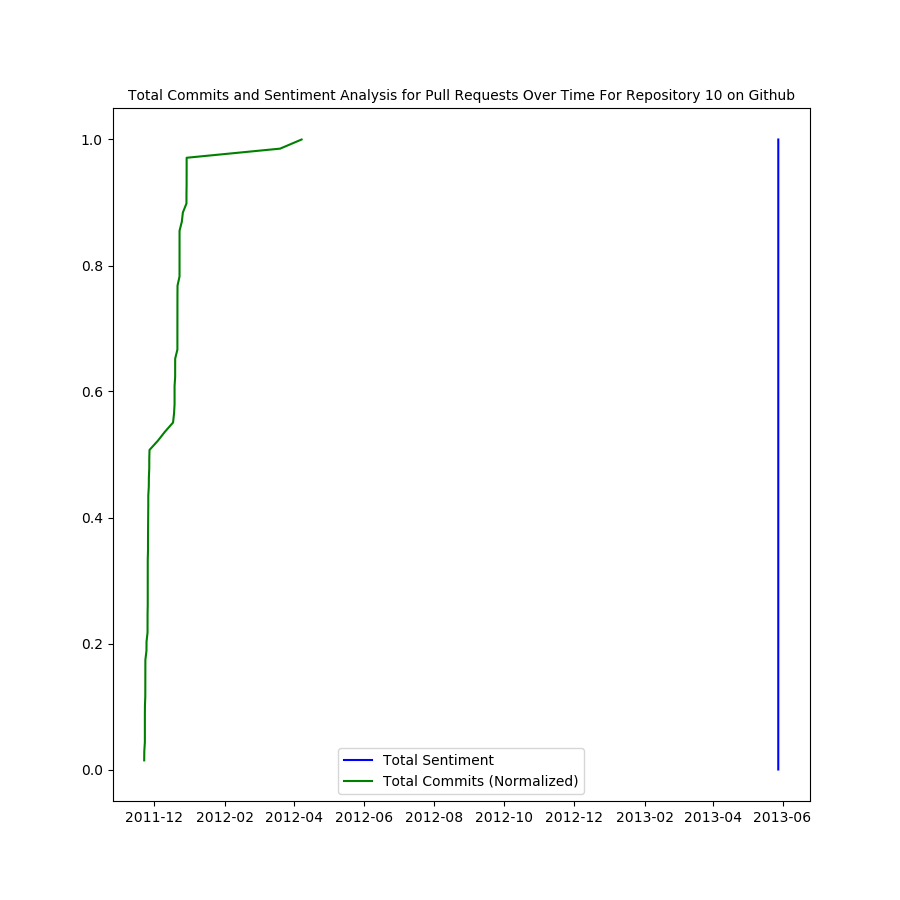 Total Commits and Sentiment Analysis for Pull Requests Over Time For Repository 10 on Github
1.0
0.8
0.6
0.4
0.2
0.0
Total Sentiment
Total Commits (Normalized)
2011-12 2012-02 2012-04 2012-06 2012-08 2012-10 2012-12 2013-02 2013-04 2013-06